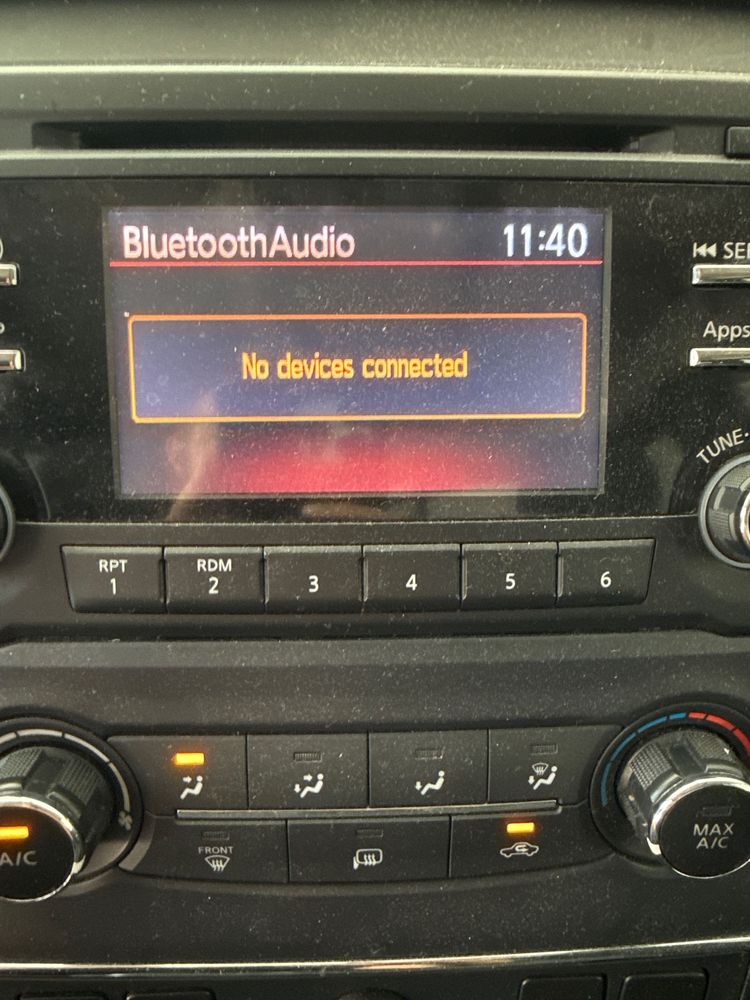 BluetoothAudio 11:40
No devices connected
Apps
TUNE
RPT
1
RDM
2
3
4
5
6
FRONT
A/C
MAX
A/C